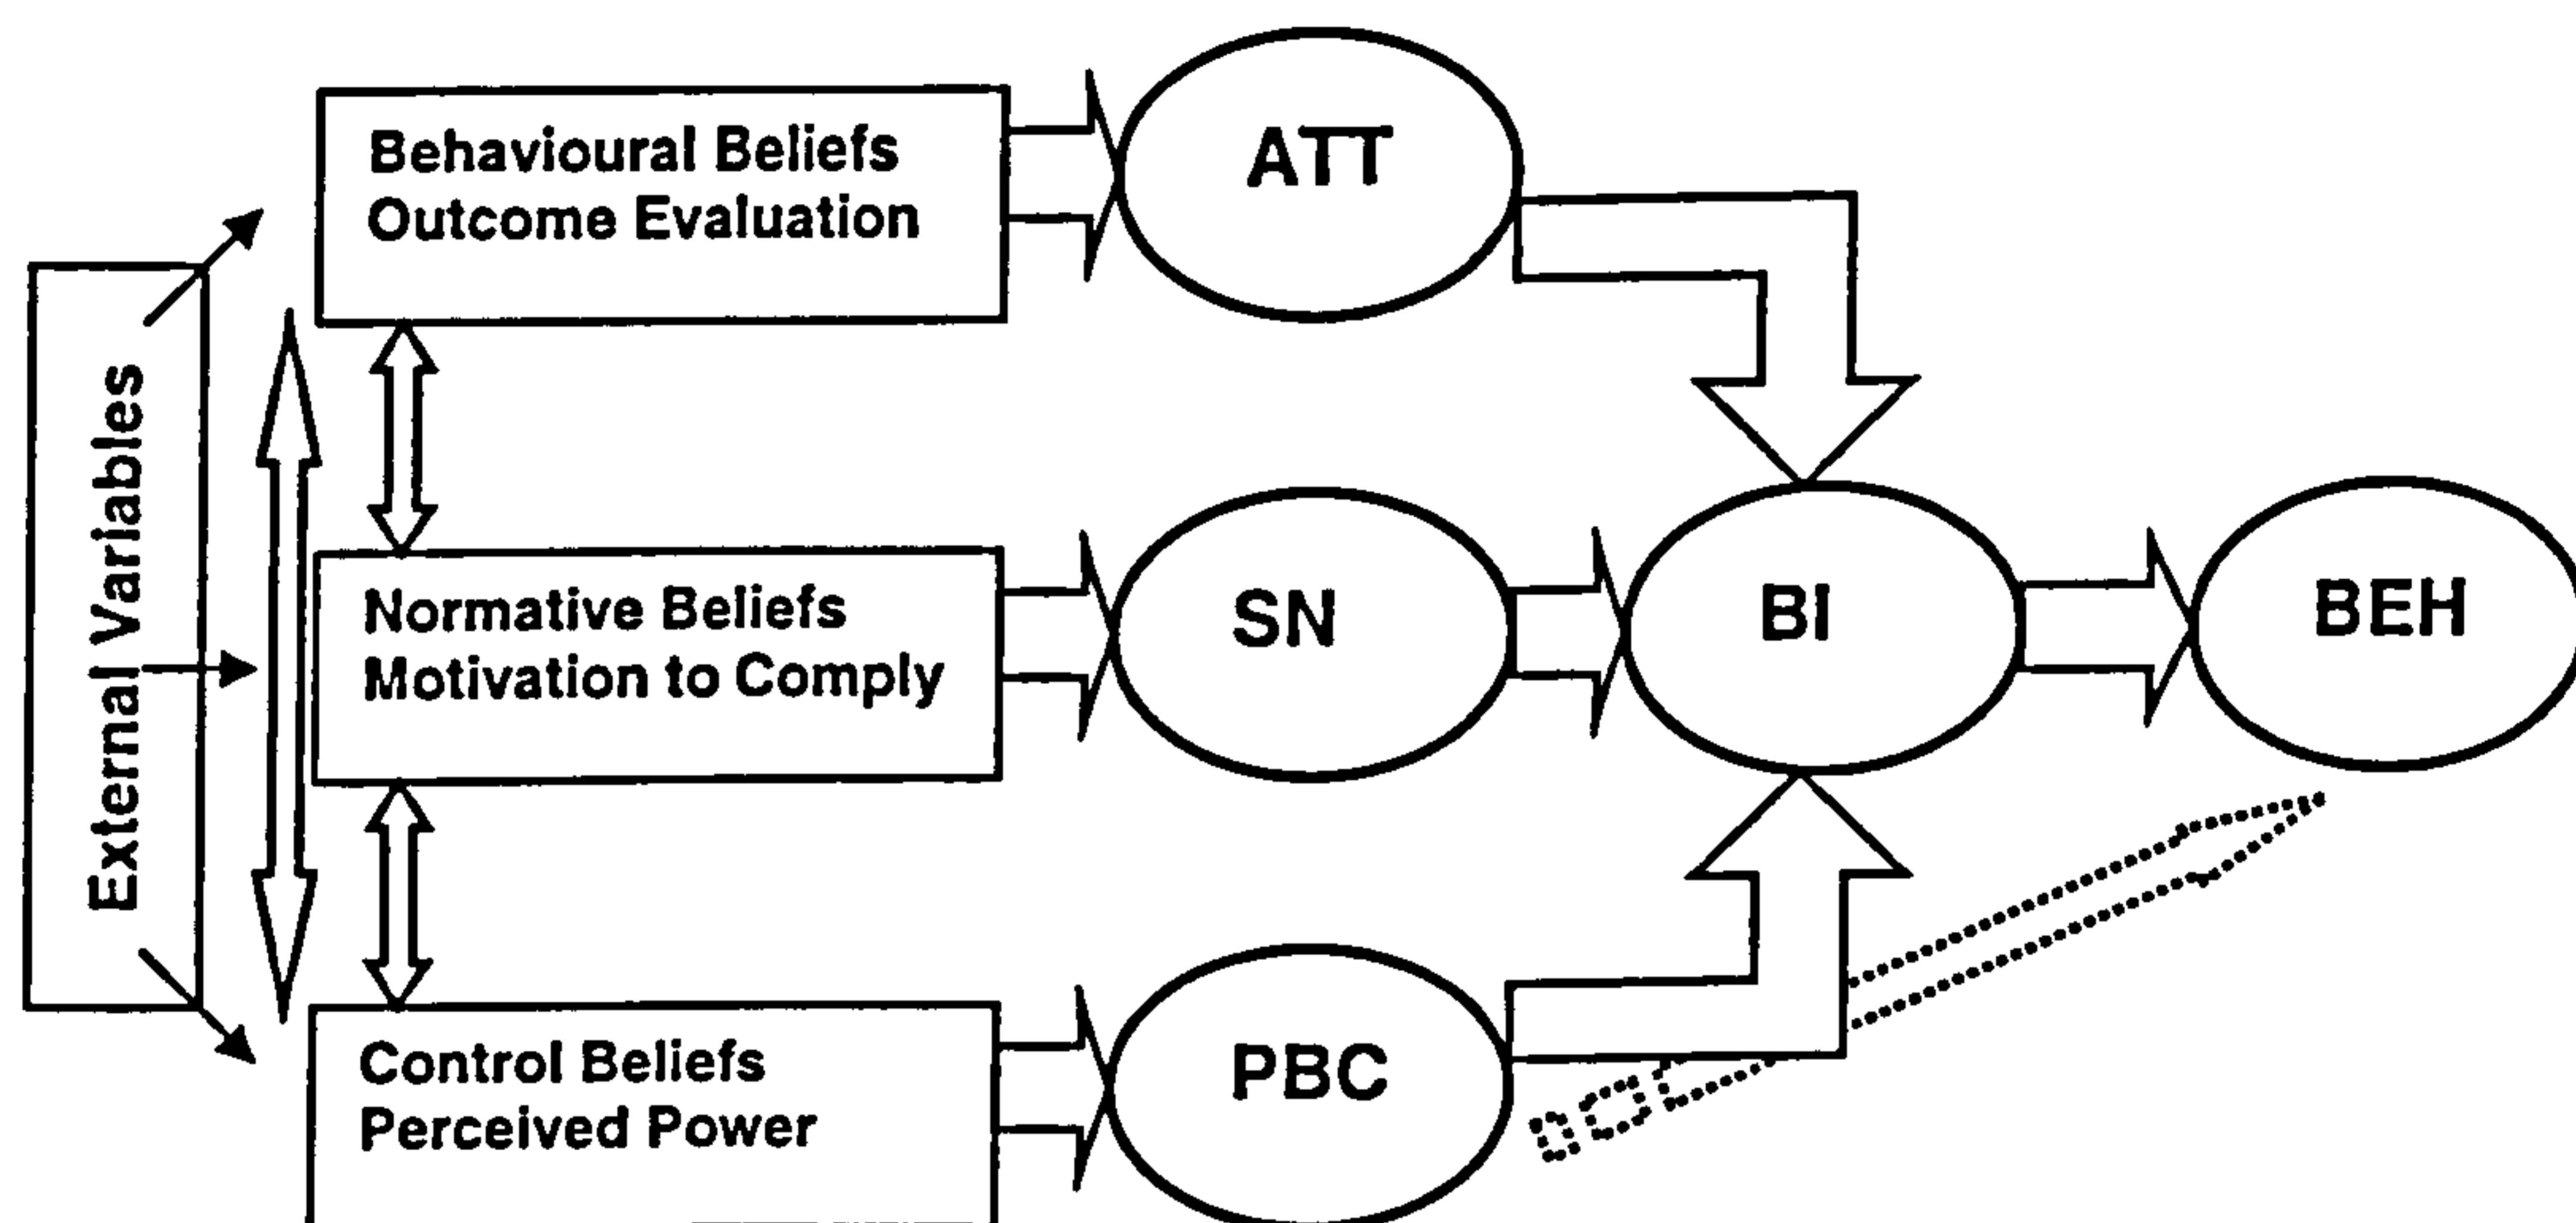 Behavioural Beliefs
Outcome Evaluation
ATT
External Variables
Normative Beliefs
Motivation to Comply
SN
BI
BEH
Control Beliefs
Perceived Power
PBC